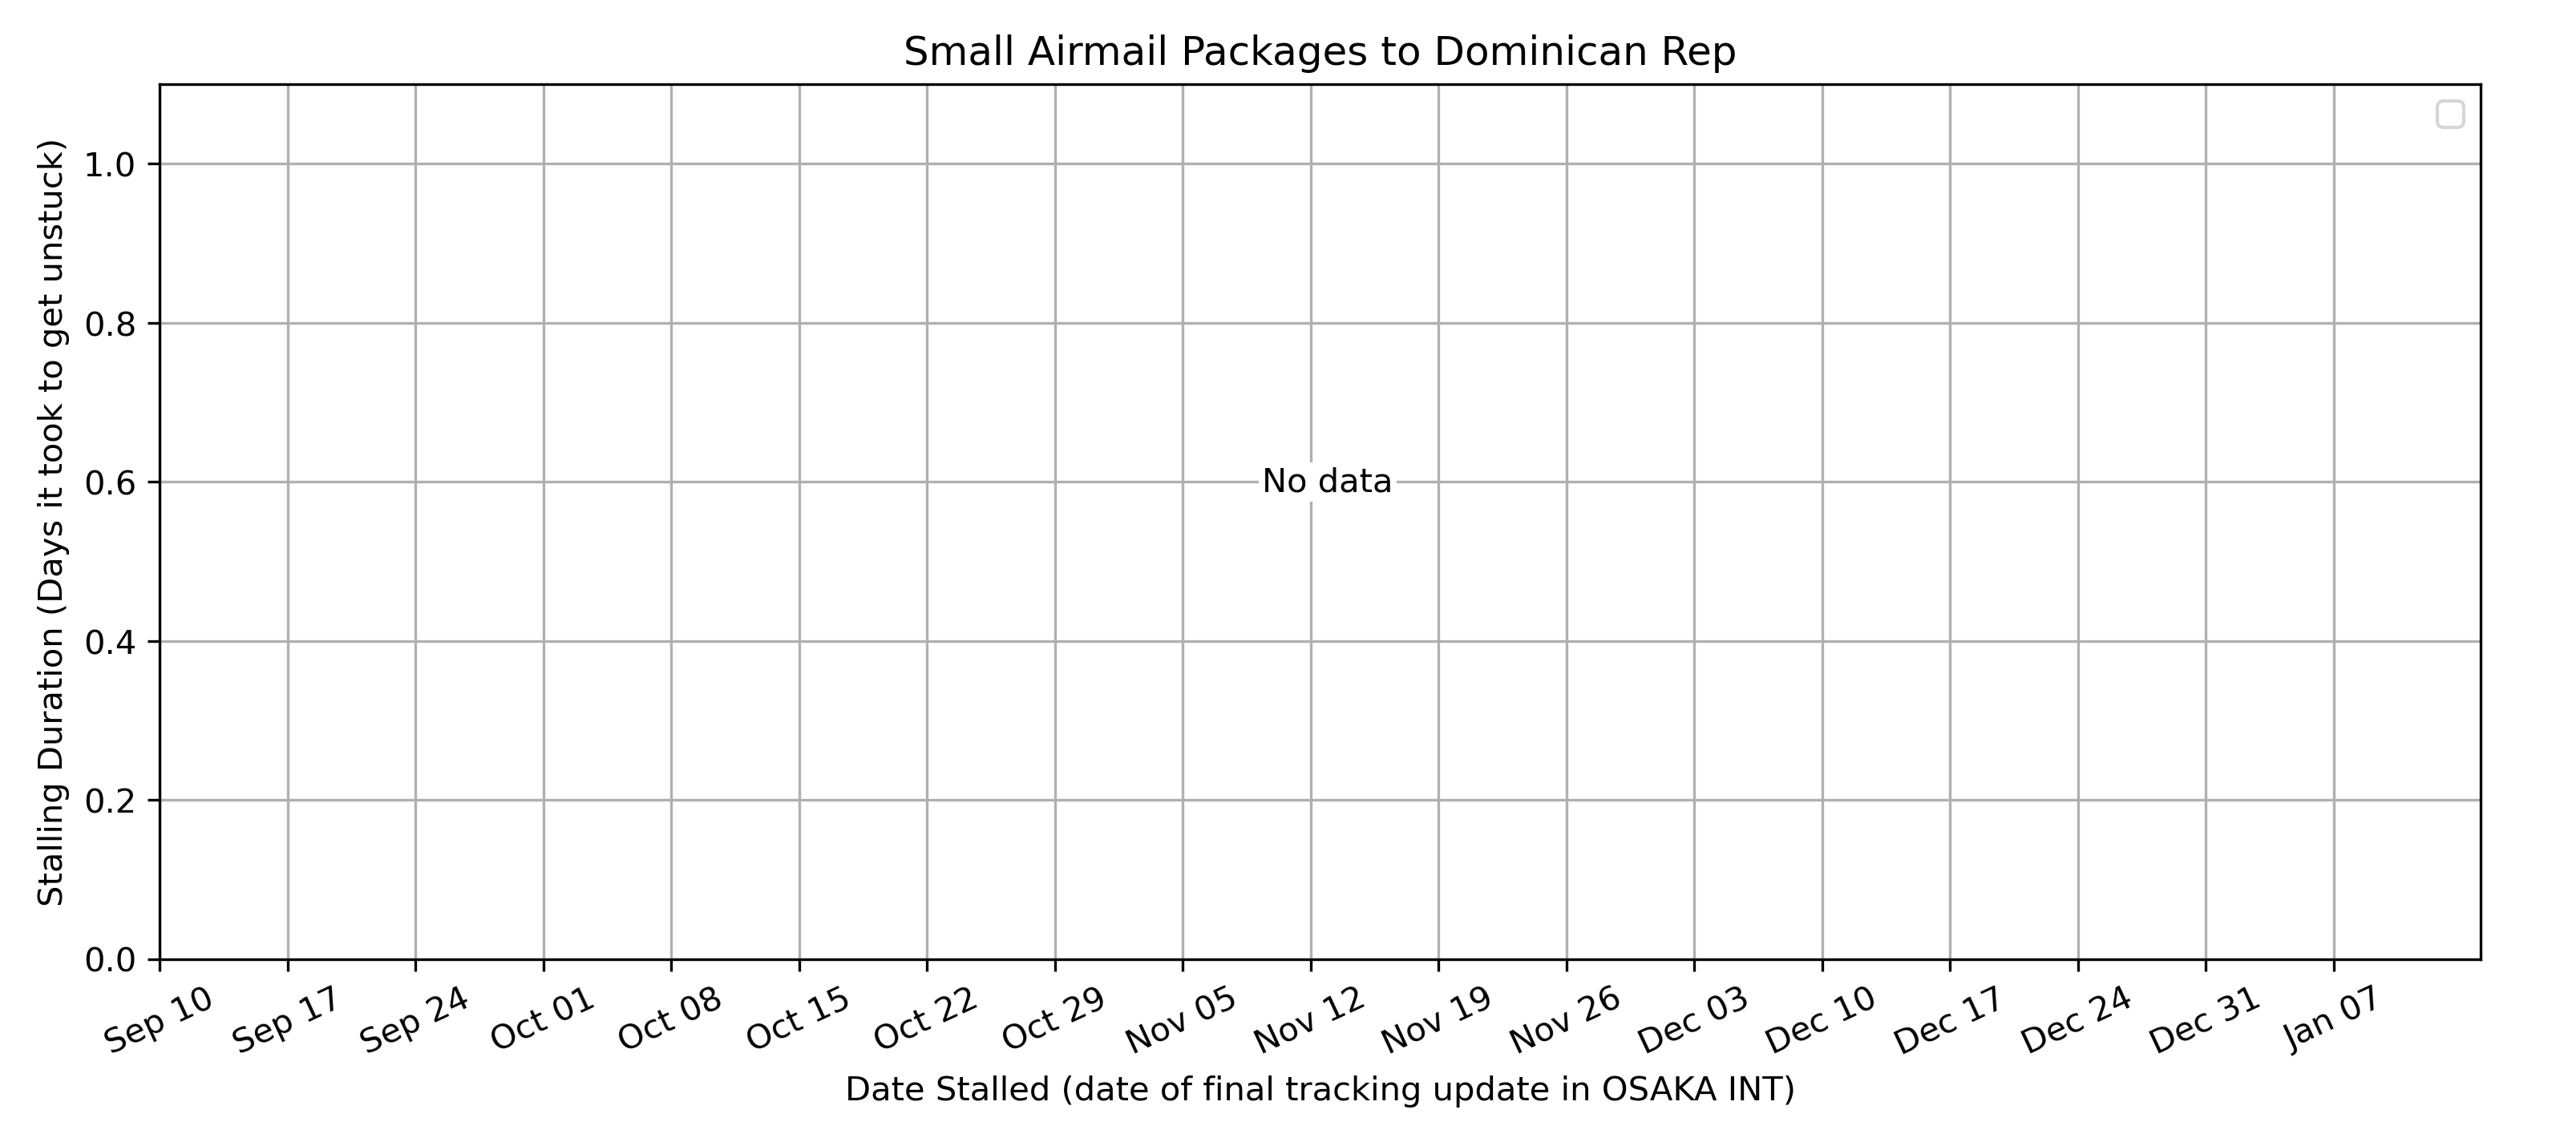 Small Airmail Packages to Dominican Rep
Stalling Duration (Days it took to get unstuck)
1.0
0.8
0.6
0.4
0.2
0.0
No data
Sep 10
Sep 17
Sep 24
Oct 01
Oct 08
Oct 15
Oct 22
Oct 29
Nov 05
Nov 12
Nov 19
Nov 26
Dec 03
Dec 10
Dec 17
Dec 24
Dec 31
Jan 07
Date Stalled (date of final tracking update in OSAKA INT)